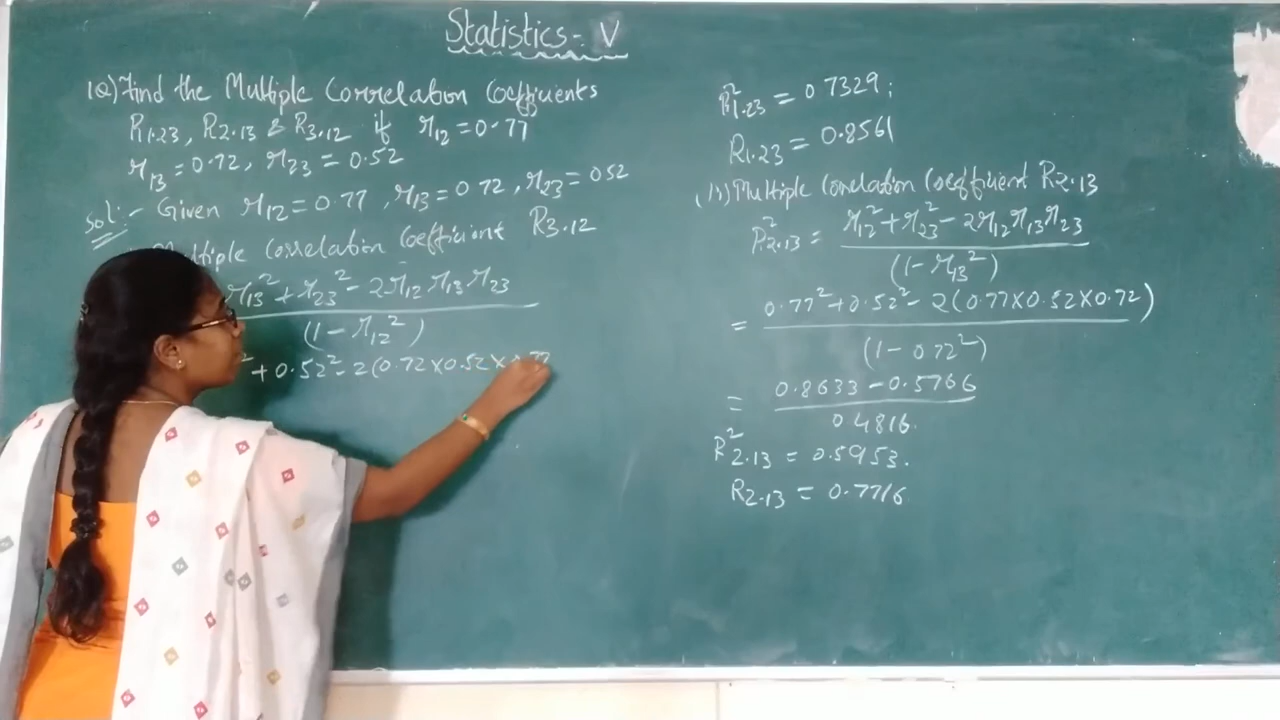 Statistics - V
1Q) Find the Multiple Correlation Coefficients
R1.23, R2.13 & R3.12 if r12 = 0.77
r13 = 0.72, r23 = 0.52
Sol:- Given r12 = 0.77, r13 = 0.72, r23 = 0.52
Multiple correlation Coefficient R3.12
r13² + r23² - 2r12 r13 r23
(1 - r12²)
² + 0.52² - 2(0.72 × 0.52 ×
R²1.23 = 0.7329;
R1.23 = 0.8561
(ii) Multiple Correlation Coefficient R2.13
R²2.13 = r12² + r23² - 2r12 r13 r23
(1 - r13²)
= 0.77² + 0.52² - 2(0.77 × 0.52 × 0.72)
(1 - 0.72²)
= 0.8633 - 0.5766
0.4816.
R²2.13 = 0.5953.
R2.13 = 0.7716